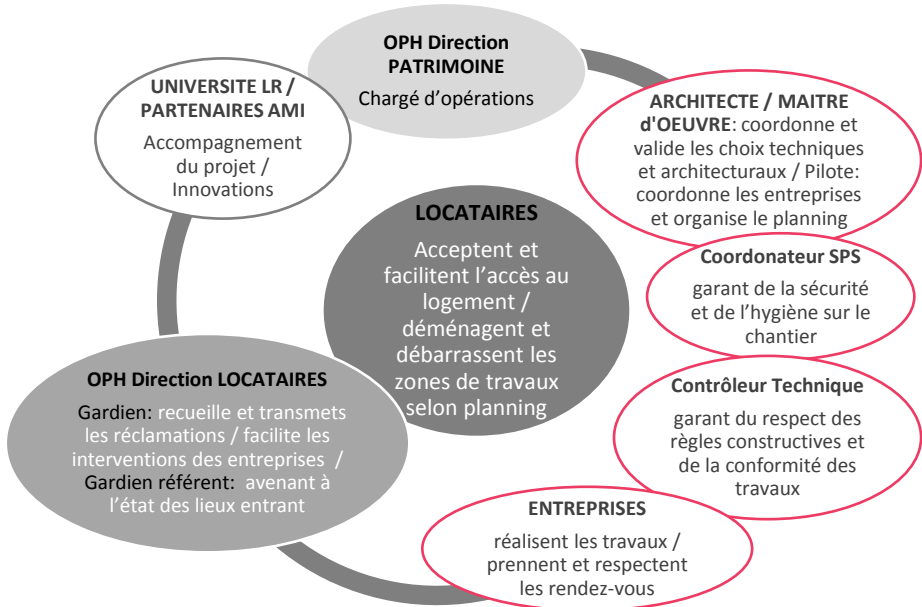 OPH Direction
PATRIMOINE
Chargé d'opérations
UNIVERSITE LR /
PARTENAIRES AMI
Accompagnement
du projet /
Innovations
ARCHITECTE / MAITRE
d'OEUVRE: coordonne et
valide les choix techniques
et architecturaux / Pilote:
coordonne les entreprises
et organise le planning
LOCATAIRES
Acceptent et
facilitent l'accès au
logement /
déménagent et
débarrassent les
zones de travaux
selon planning
Coordonateur SPS
garant de la sécurité
et de l'hygiène sur le
chantier
Contrôleur Technique
garant du respect des
règles constructives et
de la conformité des
travaux
OPH Direction LOCATAIRES
Gardien: recueille et transmets
les réclamations / facilite les
interventions des entreprises /
Gardien référent: avenant à
l'état des lieux entrant
ENTREPRISES
réalisent les travaux /
prennent et respectent
les rendez-vous